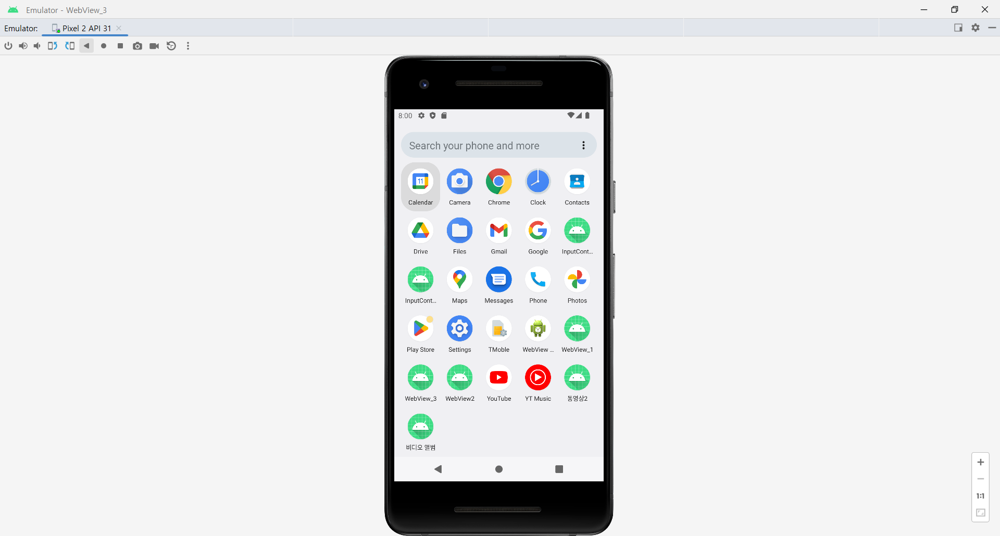 Emulator - WebView_3
Emulator: Pixel 2 API 31
8:00
Search your phone and more
11
Calendar Camera Chrome Clock Contacts
Drive Files Gmail Google InputCont...
InputCont... Maps Messages Phone Photos
Play Store Settings TMoble WebView ... WebView_1
WebView_3 WebView2 YouTube YT Music 동영상2
비디오 앨범
1:1